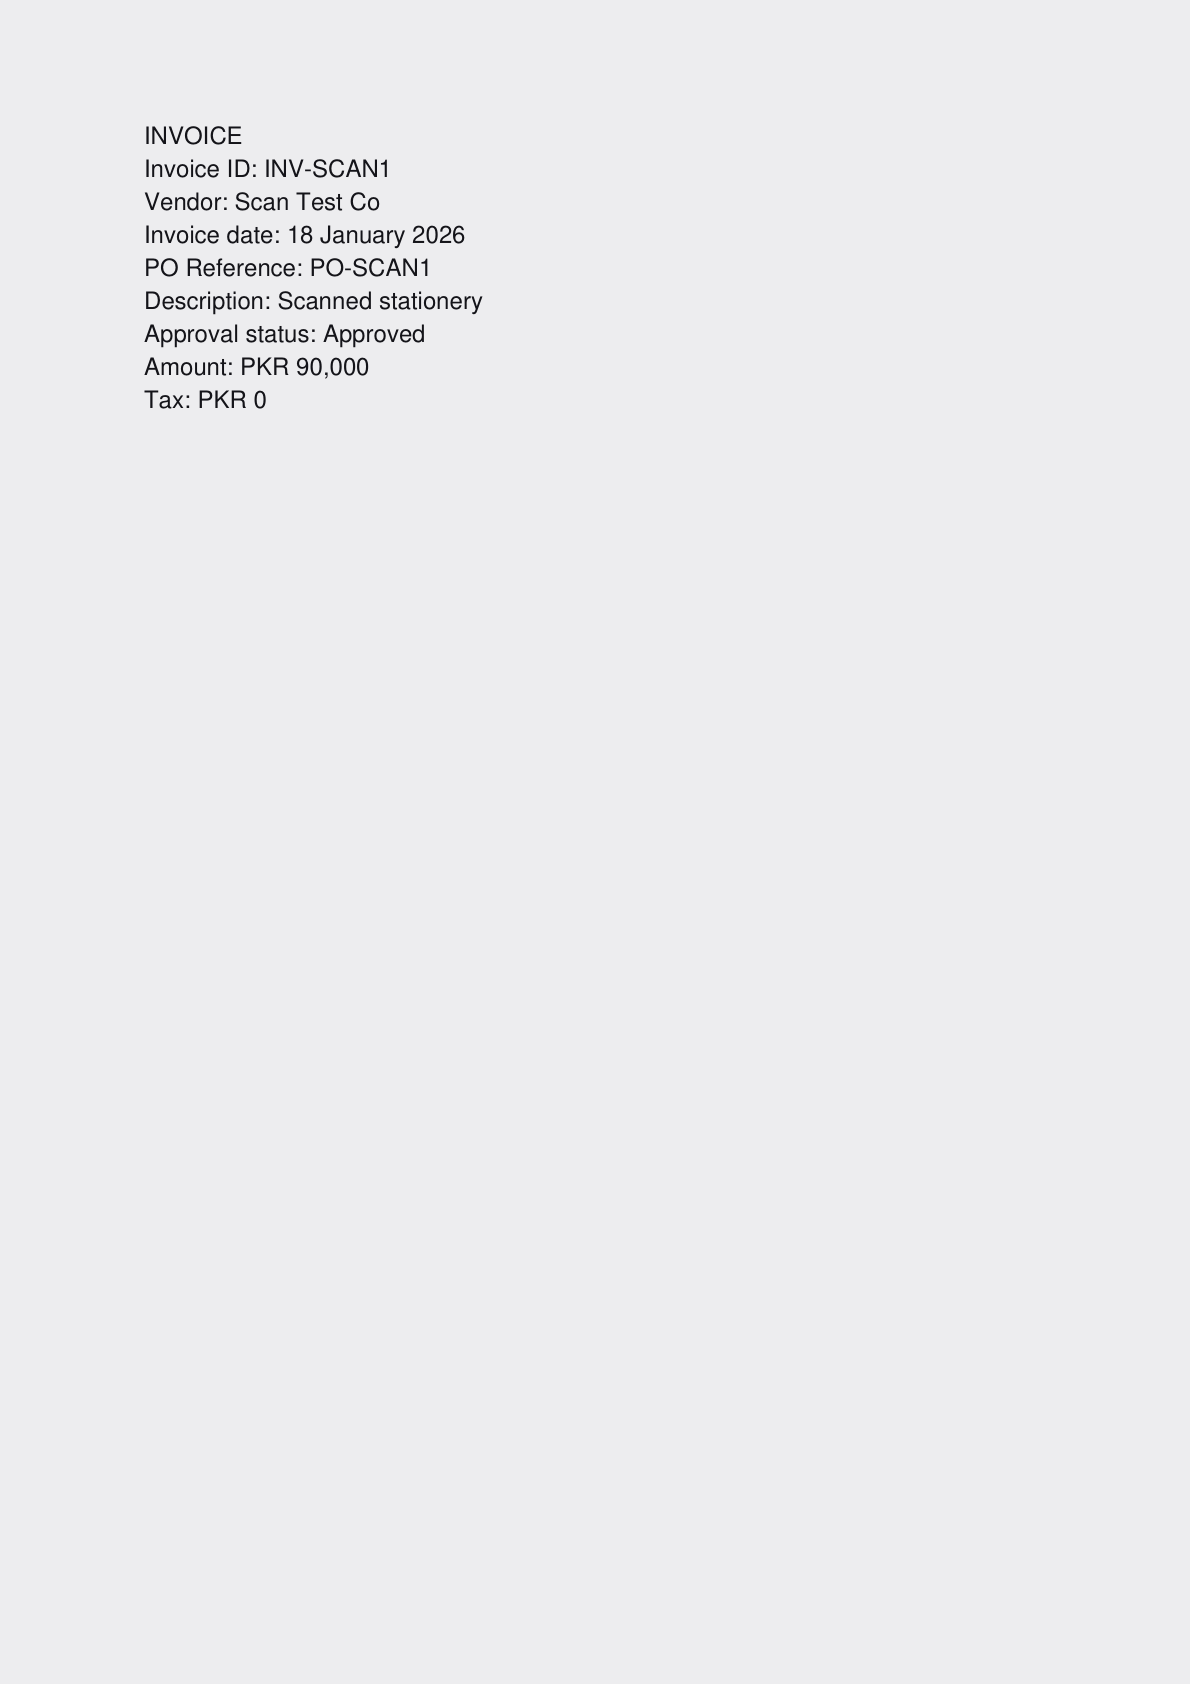 INVOICE
Invoice ID: INV-SCAN1
Vendor: Scan Test Co
Invoice date: 18 January 2026
PO Reference: PO-SCAN1
Description: Scanned stationery
Approval status: Approved
Amount: PKR 90,000
Tax: PKR 0